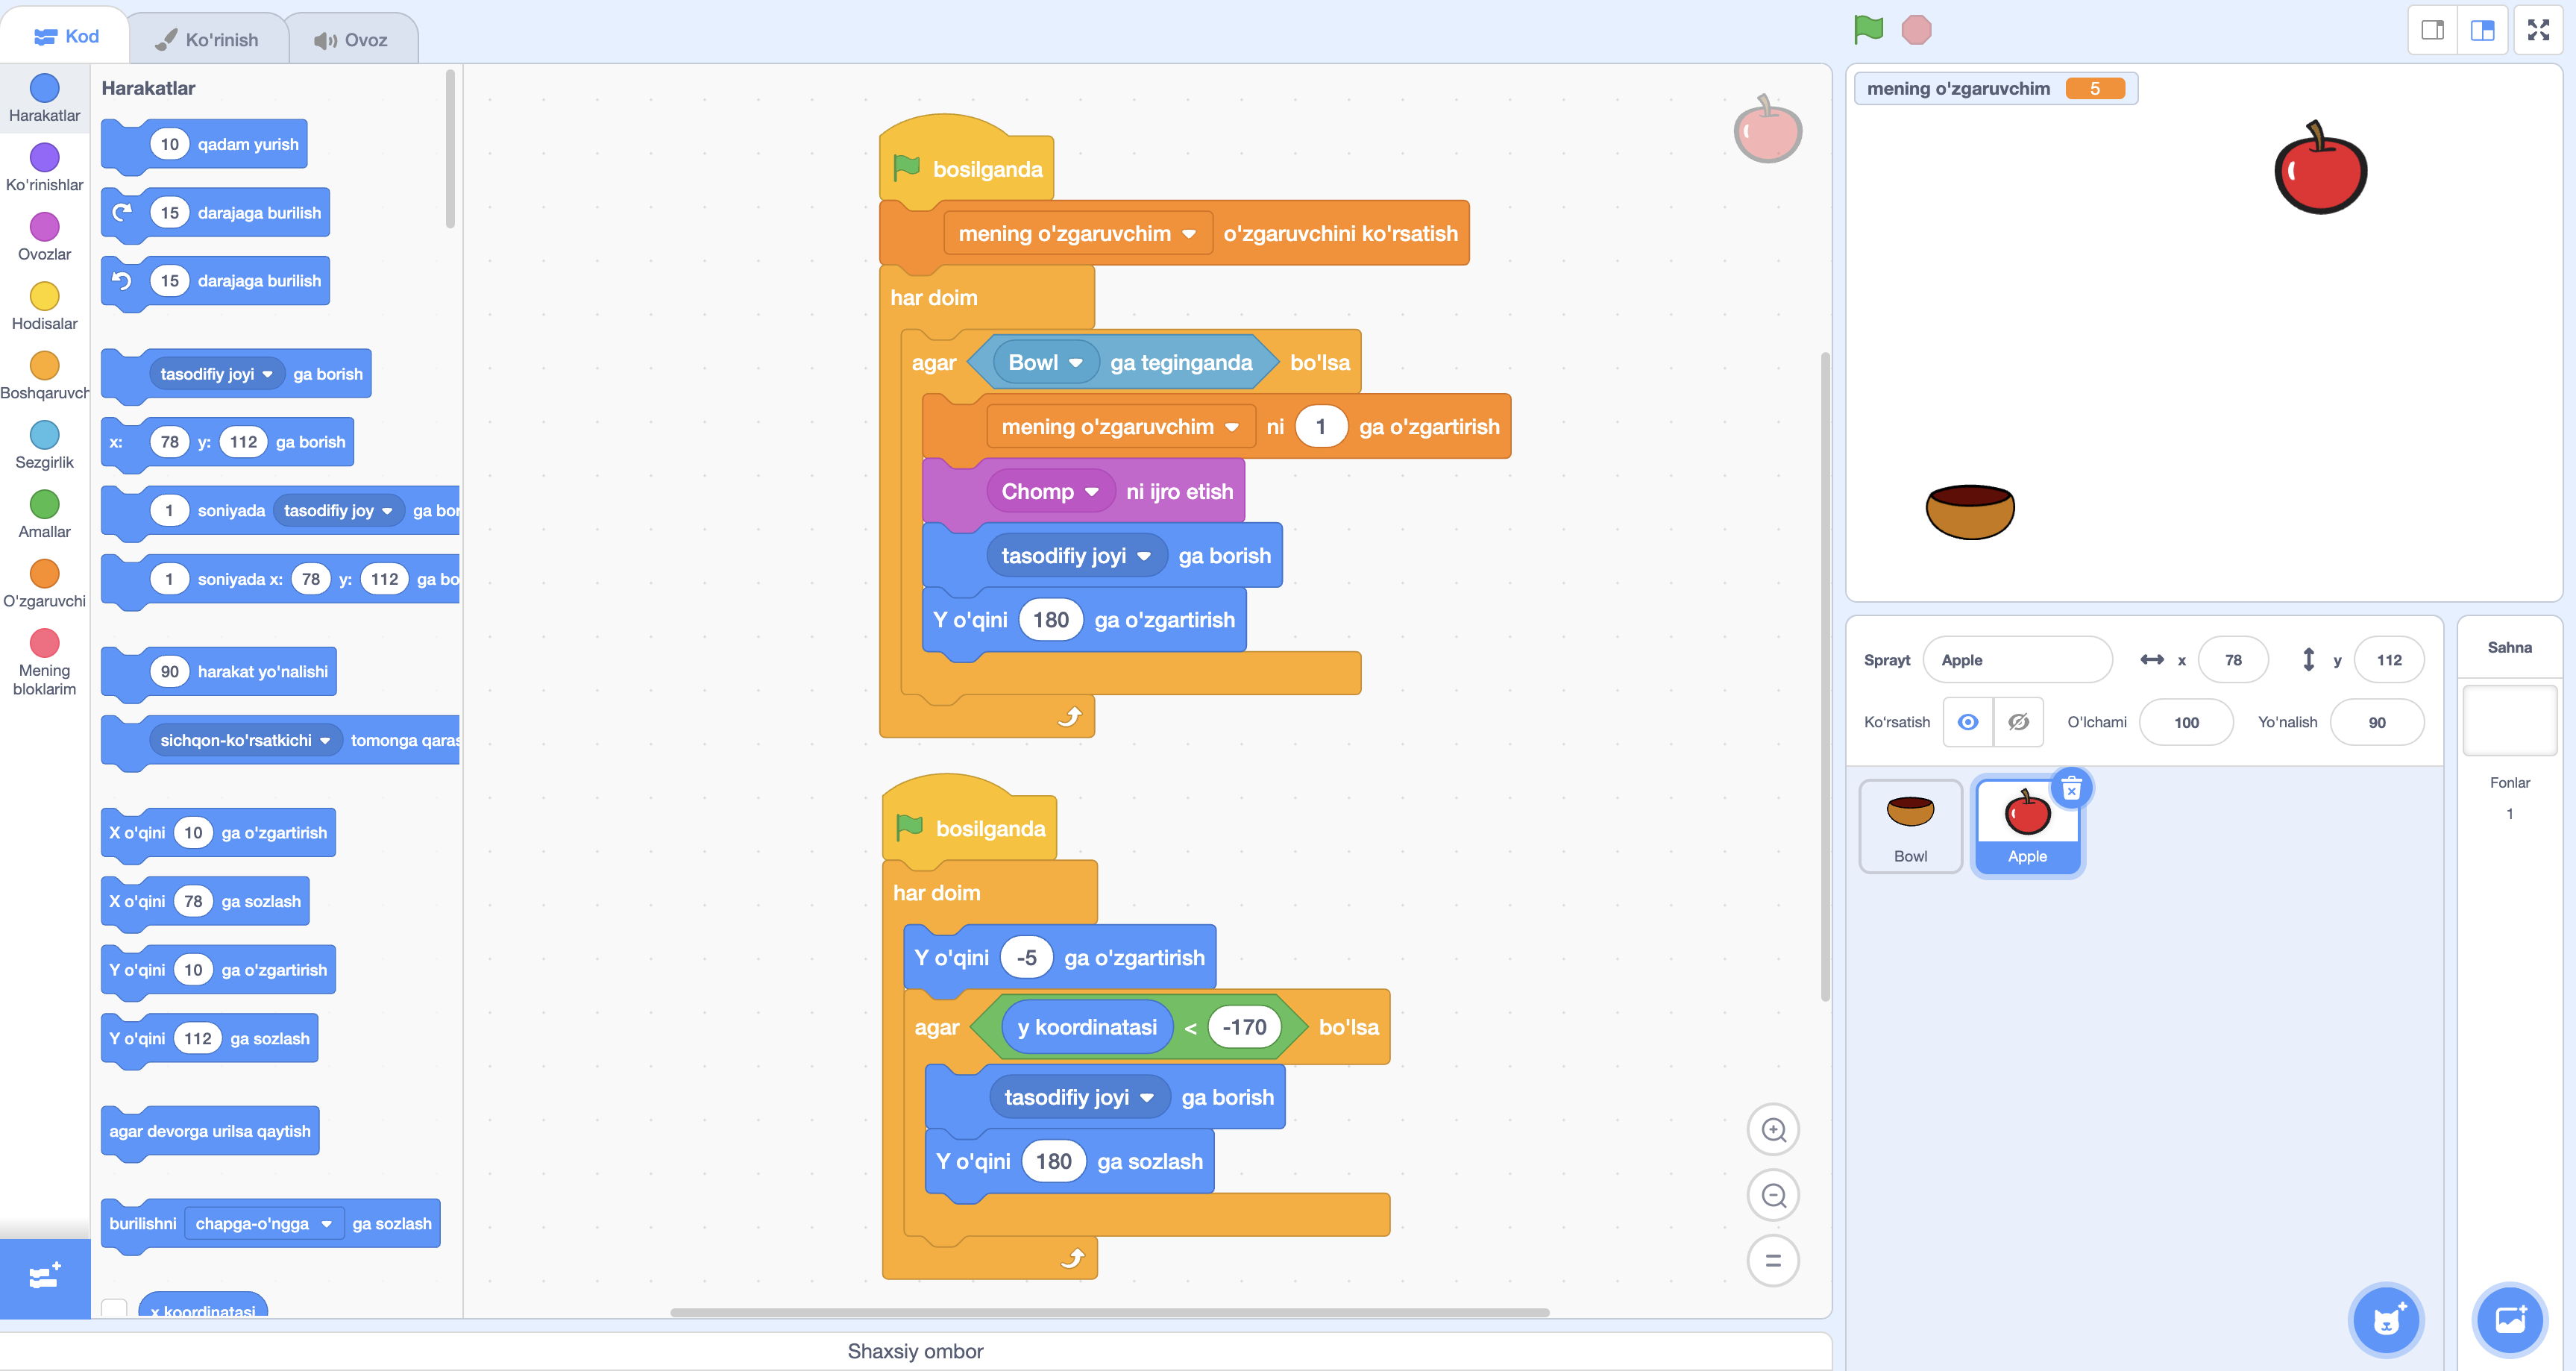 Kod
Ko'rinish
Ovoz
Harakatlar
Ko'rinishlar
Ovozlar
Hodisalar
Boshqaruvch
Sezgirlik
Amallar
O'zgaruvchi
Mening
bloklarim
Harakatlar
10 qadam yurish
15 darajaga burilish
15 darajaga burilish
tasodifiy joyi ga borish
x: 78 y: 112 ga borish
1 soniyada tasodifiy joy ga bor
1 soniyada x: 78 y: 112 ga bo
90 harakat yo'nalishi
sichqon-ko'rsatkichi tomonga qaras
X o'qini 10 ga o'zgartirish
X o'qini 78 ga sozlash
Y o'qini 10 ga o'zgartirish
Y o'qini 112 ga sozlash
agar devorga urilsa qaytish
burilishni chapga-o'ngga ga sozlash
x koordinatasi
bosilganda
mening o'zgaruvchim o'zgaruvchini ko'rsatish
har doim
agar Bowl ga teginganda bo'lsa
mening o'zgaruvchim ni 1 ga o'zgartirish
Chomp ni ijro etish
tasodifiy joyi ga borish
Y o'qini 180 ga o'zgartirish
bosilganda
har doim
Y o'qini -5 ga o'zgartirish
agar y koordinatasi < -170 bo'lsa
tasodifiy joyi ga borish
Y o'qini 180 ga sozlash
Shaxsiy ombor
mening o'zgaruvchim 5
Sprayt Apple x 78 y 112
Ko'rsatish O'lchami 100 Yo'nalish 90
Bowl
Apple
Sahna
Fonlar
1